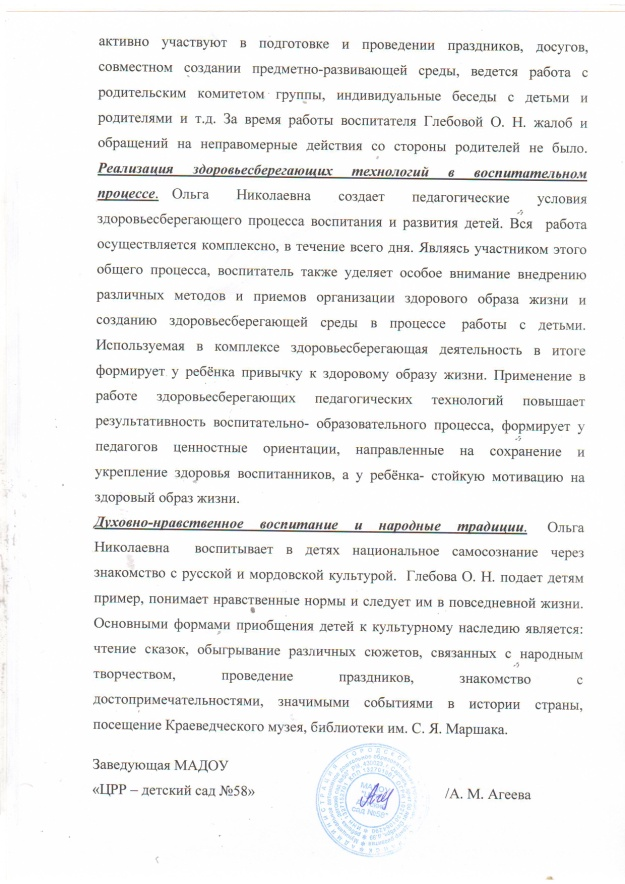 активно участвуют в подготовке и проведении праздников, досугов,
совместном создании предметно-развивающей среды, ведется работа с
родительским комитетом группы, индивидуальные беседы с детьми и
родителями и т.д. За время работы воспитателя Глебовой О. Н. жалоб и
обращений на неправомерные действия со стороны родителей не было.
Реализация здоровьесберегающих технологий в воспитательном
процессе. Ольга Николаевна создает педагогические условия
здоровьесберегающего процесса воспитания и развития детей. Вся работа
осуществляется комплексно, в течение всего дня. Являясь участником этого
общего процесса, воспитатель также уделяет особое внимание внедрению
различных методов и приемов организации здорового образа жизни и
созданию здоровьесберегающей среды в процессе работы с детьми.
Используемая в комплексе здоровьесберегающая деятельность в итоге
формирует у ребёнка привычку к здоровому образу жизни. Применение в
работе здоровьесберегающих педагогических технологий повышает
результативность воспитательно- образовательного процесса, формирует у
педагогов ценностные ориентации, направленные на сохранение и
укрепление здоровья воспитанников, а у ребёнка- стойкую мотивацию на
здоровый образ жизни.
Духовно-нравственное воспитание и народные традиции. Ольга
Николаевна воспитывает в детях национальное самосознание через
знакомство с русской и мордовской культурой. Глебова О. Н. подает детям
пример, понимает нравственные нормы и следует им в повседневной жизни.
Основными формами приобщения детей к культурному наследию является:
чтение сказок, обыгрывание различных сюжетов, связанных с народным
творчеством, проведение праздников, знакомство с
достопримечательностями, значимыми событиями в истории страны,
посещение Краеведческого музея, библиотеки им. С. Я. Маршака.
Заведующая МАДОУ
«ЦРР – детский сад №58» /А. М. Агеева